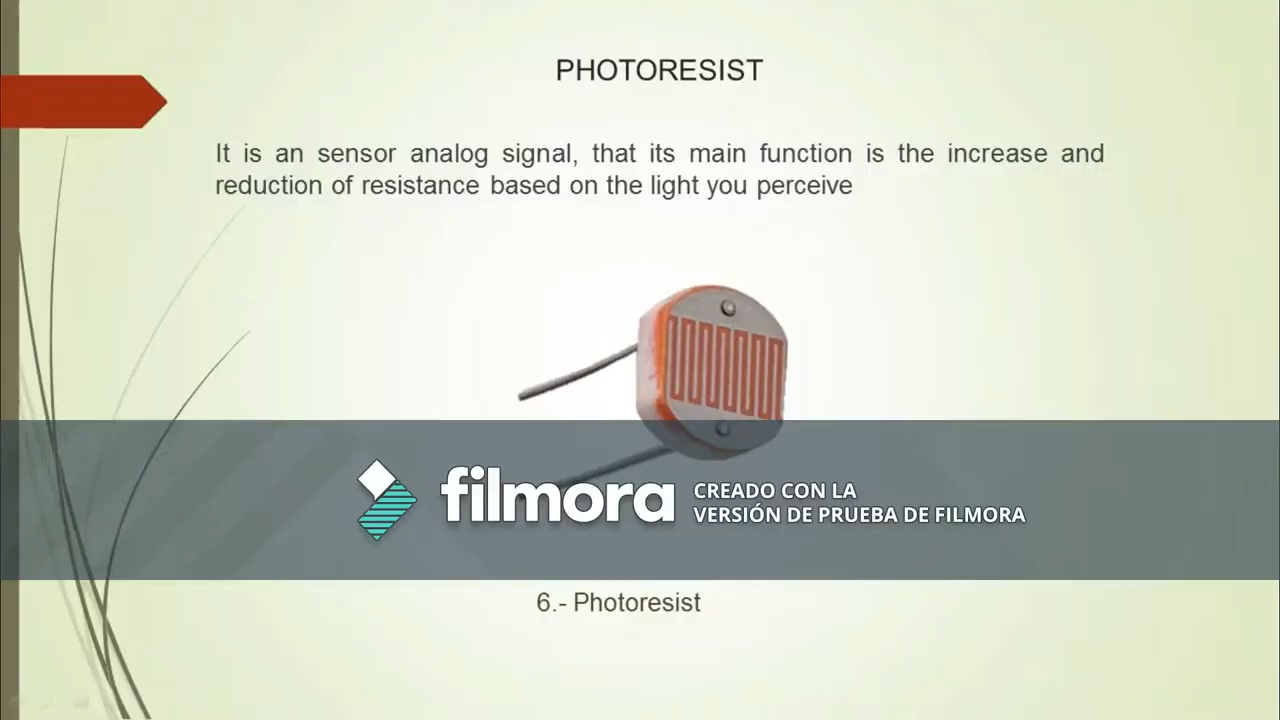 PHOTORESIST
It is an sensor analog signal, that its main function is the increase and
reduction of resistance based on the light you perceive
filmora
CREADO CON LA
VERSIÓN DE PRUEBA DE FILMORA
6.- Photoresist